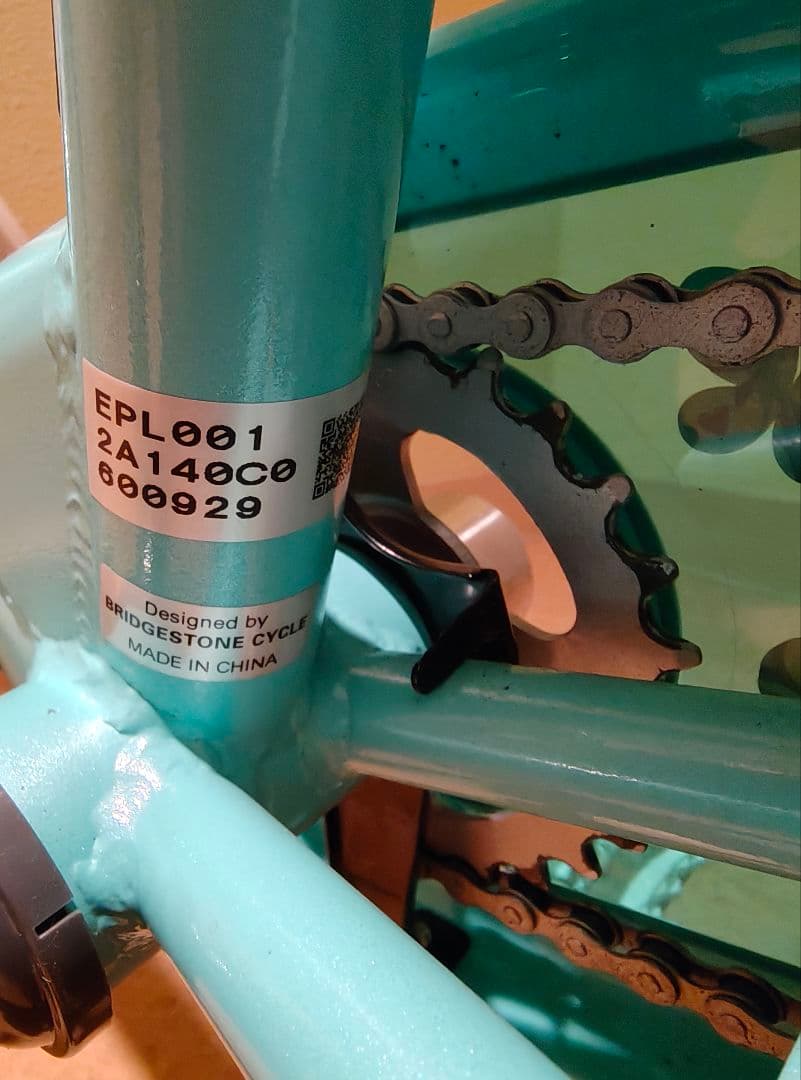 EPL001
2A140C0
600929
Designed by
BRIDGESTONE CYCLE
MADE IN CHINA